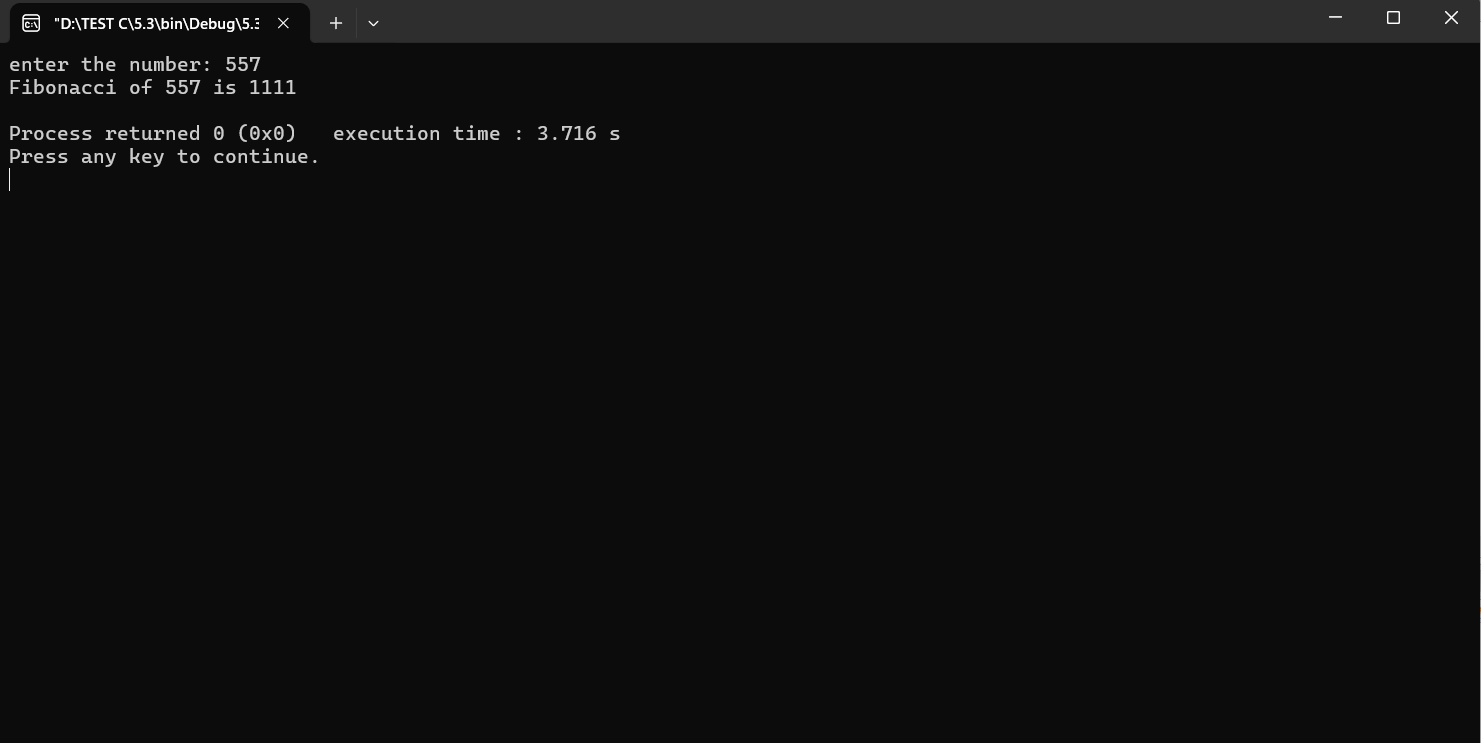 "D:\TEST C\5.3\bin\Debug\5.3
enter the number: 557
Fibonacci of 557 is 1111
Process returned 0 (0x0)   execution time : 3.716 s
Press any key to continue.